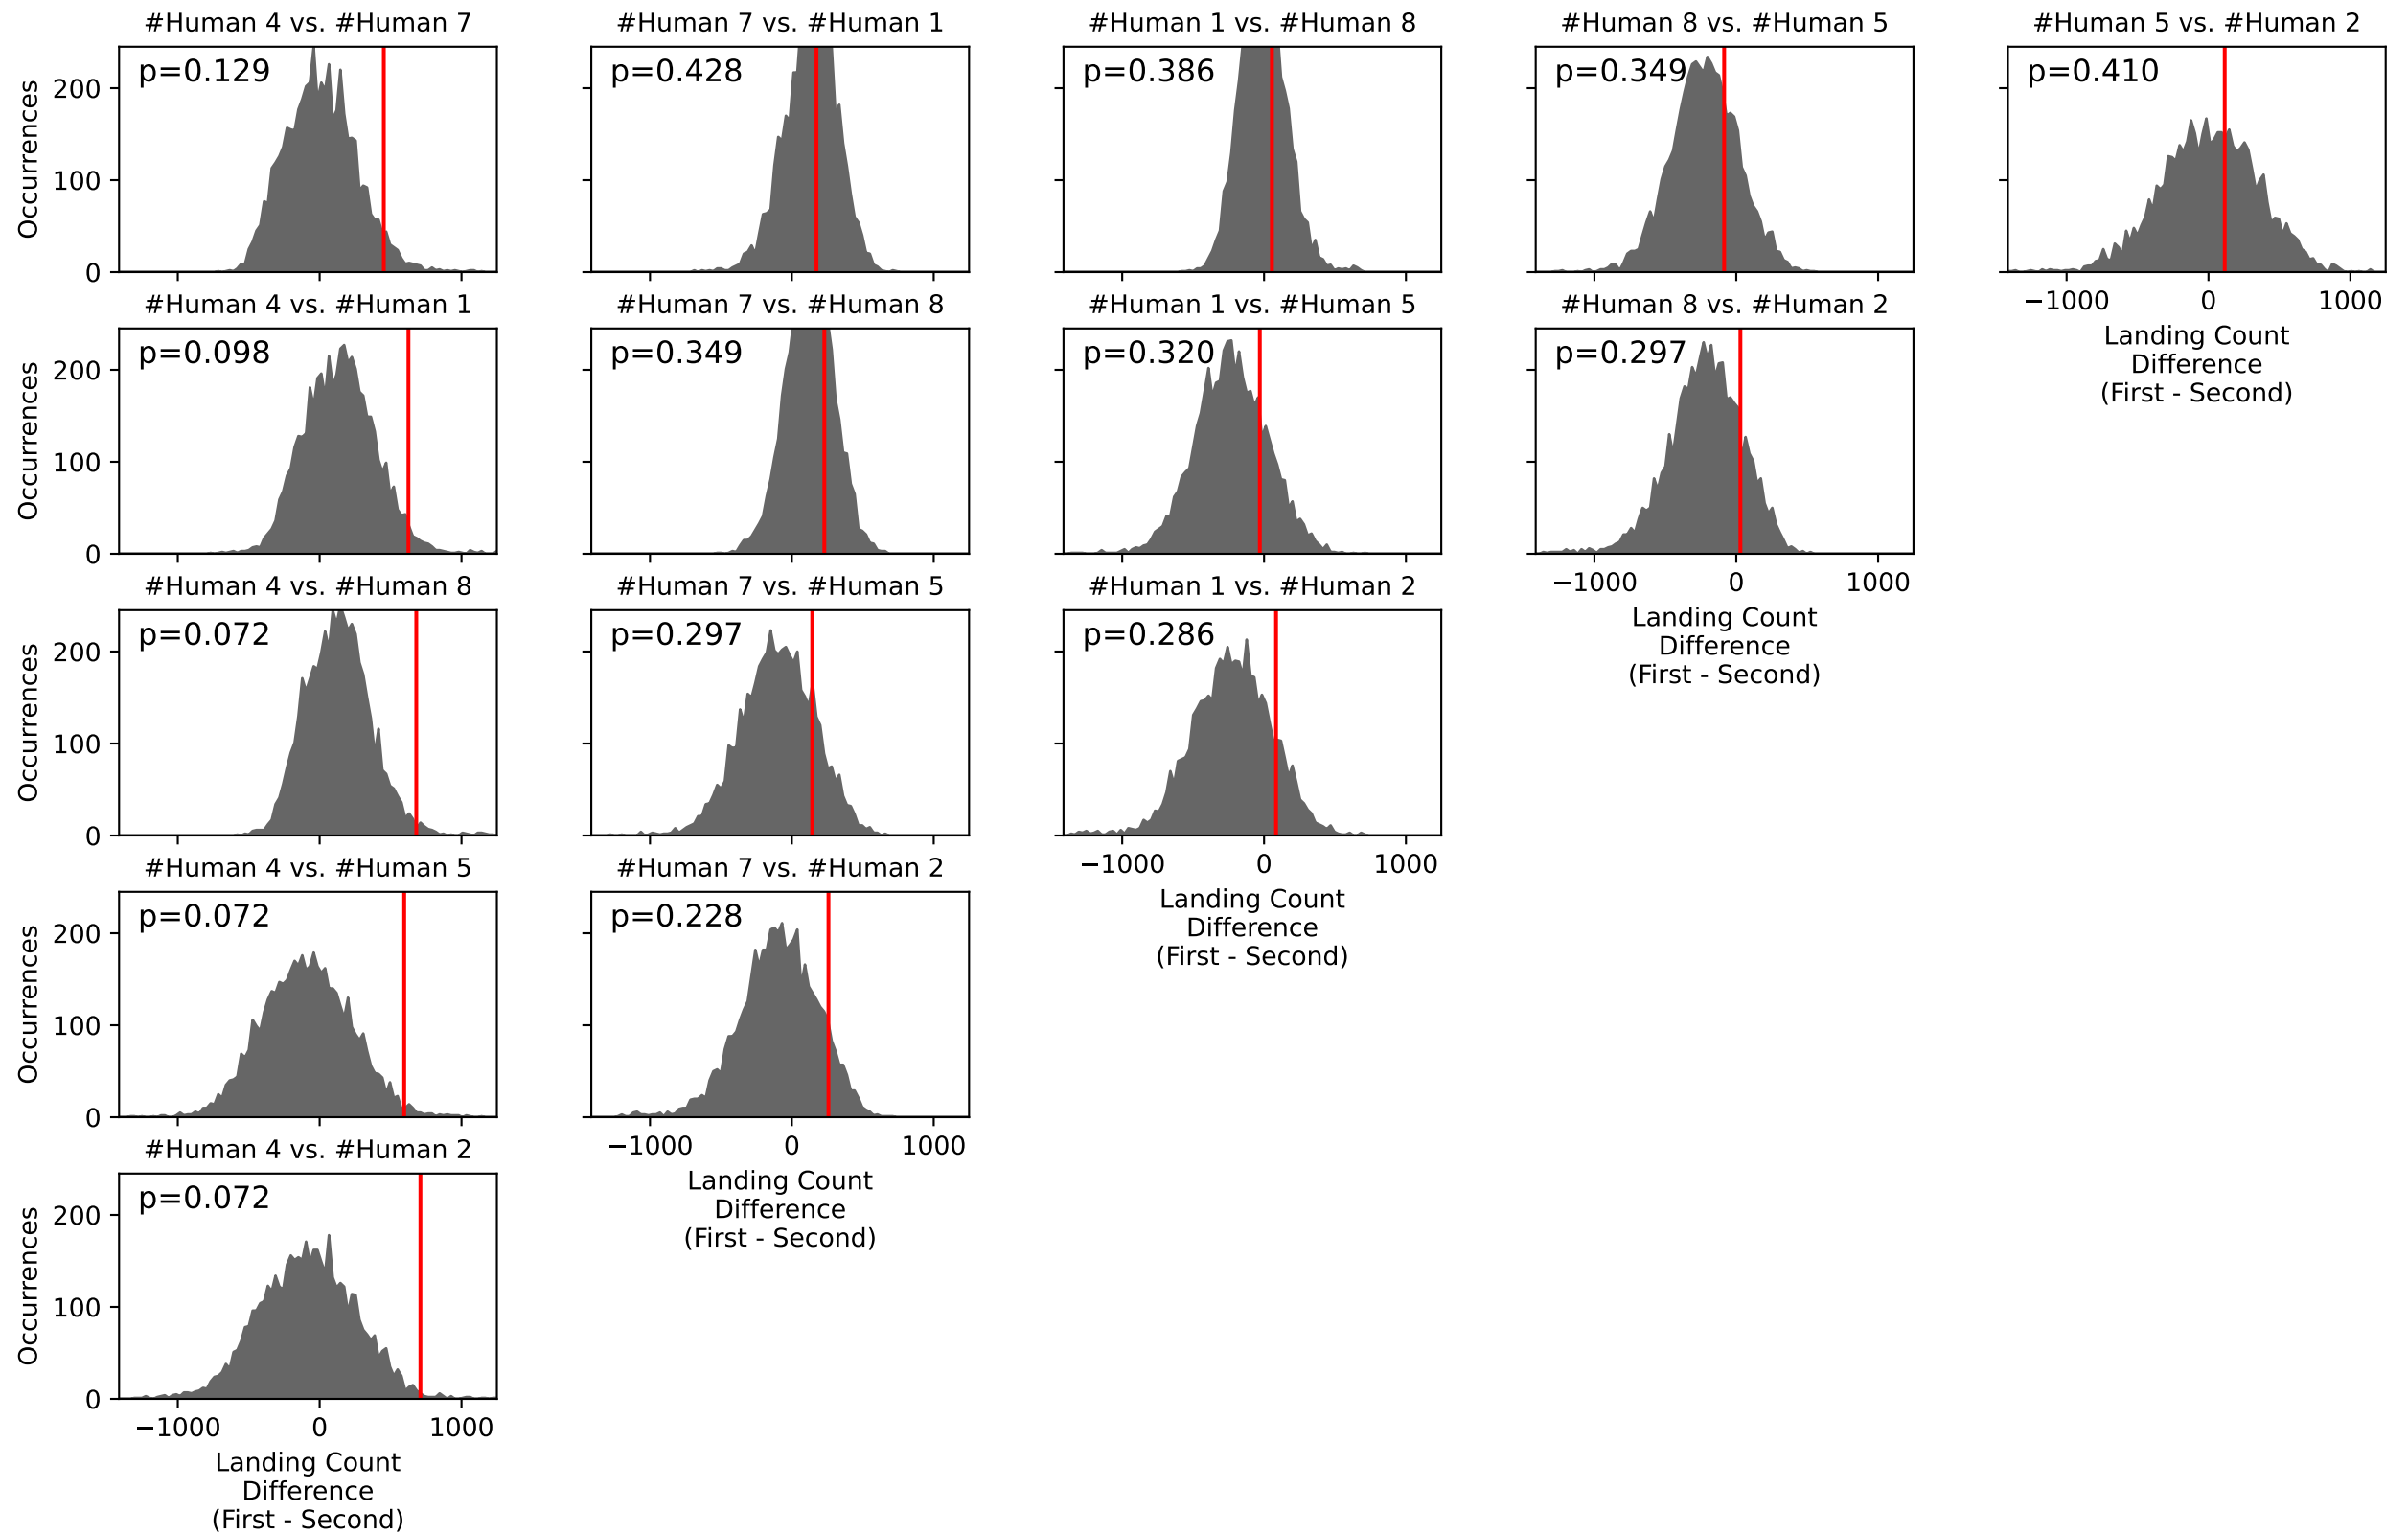 #Human 4 vs. #Human 7
#Human 7 vs. #Human 1
#Human 1 vs. #Human 8
#Human 8 vs. #Human 5
#Human 5 vs. #Human 2
p=0.129
p=0.428
p=0.386
p=0.349
p=0.410
Occurrences
200
100
0
−1000
0
1000
Landing Count
Difference
(First - Second)
#Human 4 vs. #Human 1
#Human 7 vs. #Human 8
#Human 1 vs. #Human 5
#Human 8 vs. #Human 2
p=0.098
p=0.349
p=0.320
p=0.297
Occurrences
200
100
0
−1000
0
1000
Landing Count
Difference
(First - Second)
#Human 4 vs. #Human 8
#Human 7 vs. #Human 5
#Human 1 vs. #Human 2
p=0.072
p=0.297
p=0.286
Occurrences
200
100
0
−1000
0
1000
Landing Count
Difference
(First - Second)
#Human 4 vs. #Human 5
#Human 7 vs. #Human 2
p=0.072
p=0.228
Occurrences
200
100
0
−1000
0
1000
Landing Count
Difference
(First - Second)
#Human 4 vs. #Human 2
p=0.072
Occurrences
200
100
0
−1000
0
1000
Landing Count
Difference
(First - Second)